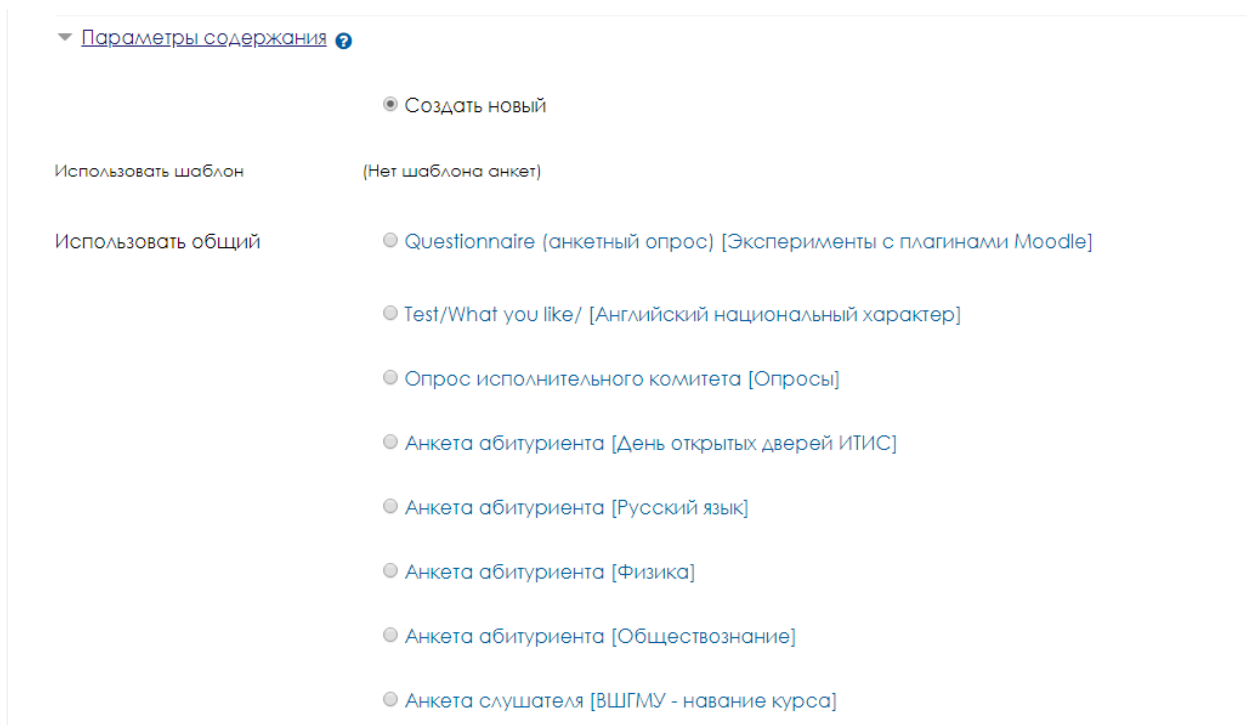 Параметры содержания ?
Создать новый
Использовать шаблон (Нет шаблона анкет)
Использовать общий Questionnaire (анкетный опрос) [Эксперименты с плагинами Moodle]
Test/What you like/ [Английский национальный характер]
Опрос исполнительного комитета [Опросы]
Анкета абитуриента [День открытых дверей ИТИС]
Анкета абитуриента [Русский язык]
Анкета абитуриента [Физика]
Анкета абитуриента [Обществознание]
Анкета слушателя [ВШГМУ - навание курса]